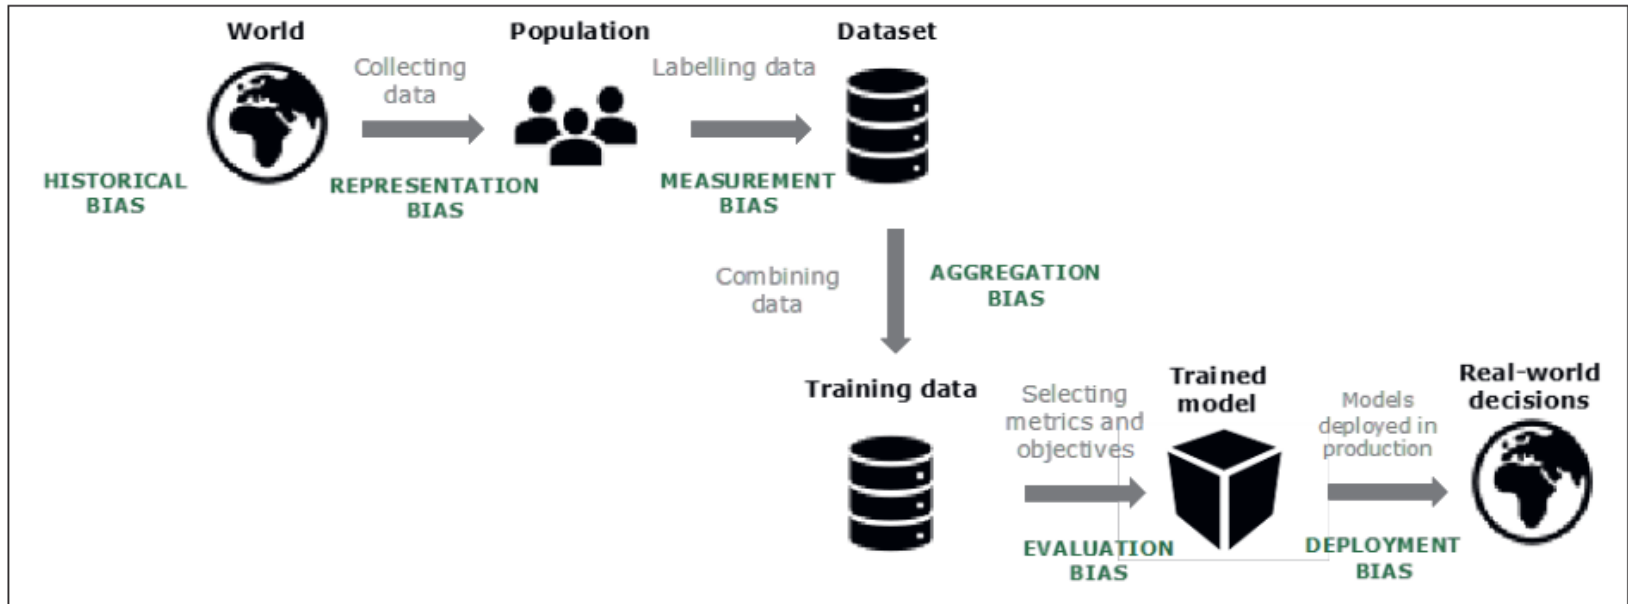 World
Population
Dataset
Collecting
data
Labelling data
HISTORICAL
BIAS
REPRESENTATION
BIAS
MEASUREMENT
BIAS
Combining
data
AGGREGATION
BIAS
Training data
Selecting
metrics and
objectives
Trained
model
Models
deployed in
production
Real-world
decisions
EVALUATION
BIAS
DEPLOYMENT
BIAS